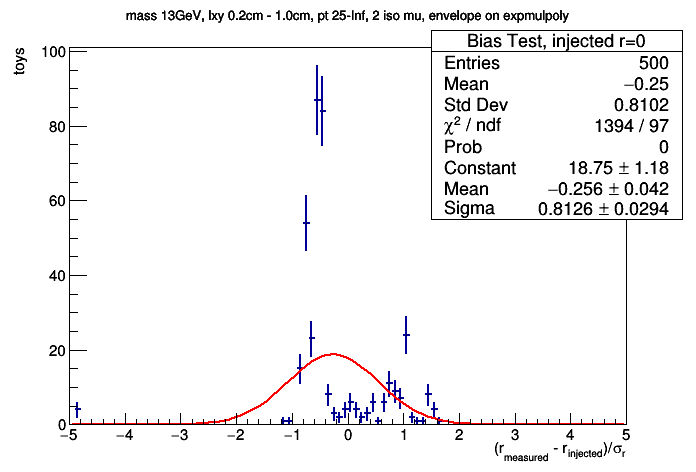 mass 13GeV, lxy 0.2cm - 1.0cm, pt 25-Inf, 2 iso mu, envelope on expmulpoly
Bias Test, injected r=0
Entries 500
Mean −0.25
Std Dev 0.8102
χ² / ndf 1394 / 97
Prob 0
Constant 18.75 ± 1.18
Mean −0.256 ± 0.042
Sigma 0.8126 ± 0.0294
toys
100
80
60
40
20
0
−5 −4 −3 −2 −1 0 1 2 3 4 5
(r_measured - r_injected)/σ_r